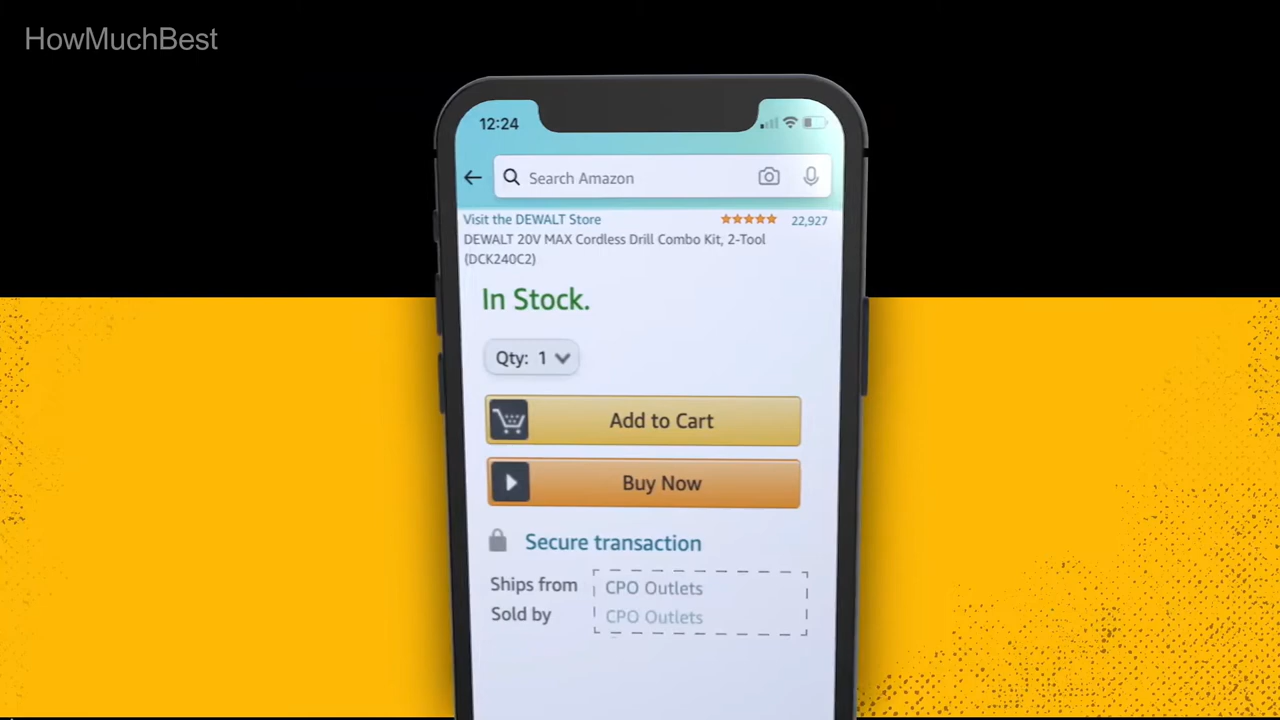 HowMuchBest
12:24
Search Amazon
Visit the DEWALT Store 22,927
DEWALT 20V MAX Cordless Drill Combo Kit, 2-Tool
(DCK240C2)
In Stock.
Qty: 1
Add to Cart
Buy Now
Secure transaction
Ships from CPO Outlets
Sold by CPO Outlets